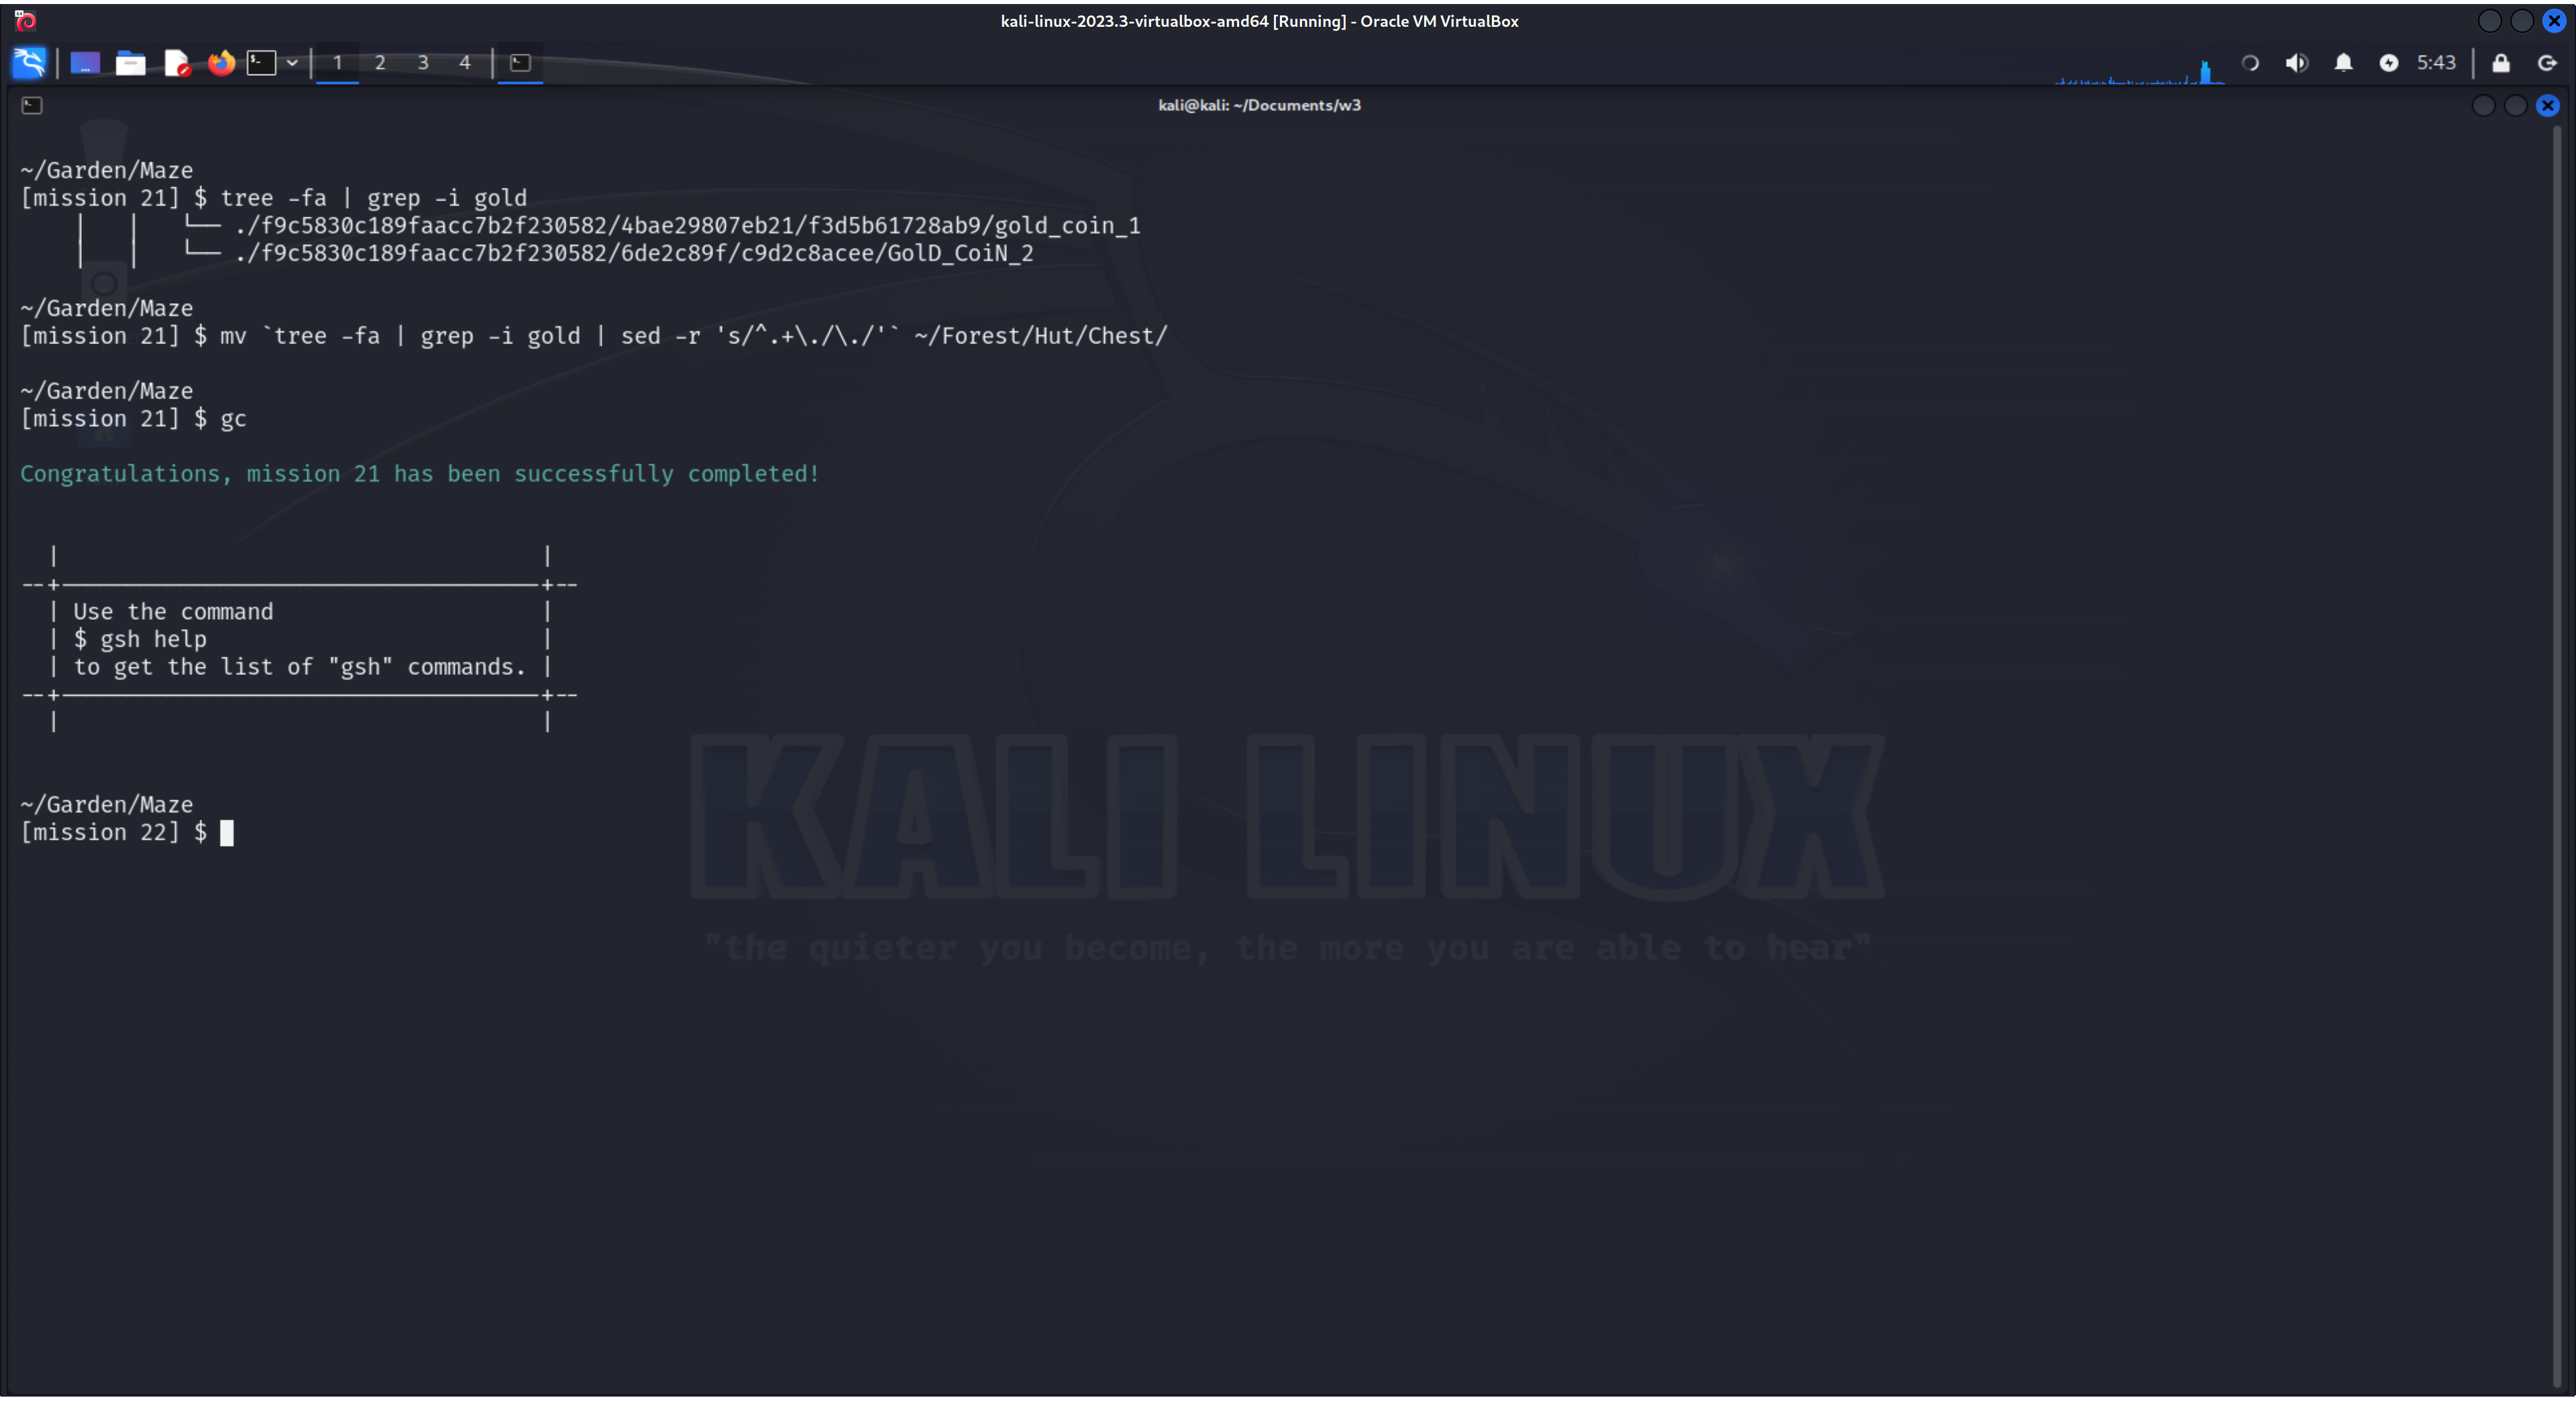 kali-linux-2023.3-virtualbox-amd64 [Running] - Oracle VM VirtualBox
1 2 3 4 5:43
kali@kali: ~/Documents/w3
~/Garden/Maze
[mission 21] $ tree -fa | grep -i gold
│   │   └── ./f9c5830c189faacc7b2f230582/4bae29807eb21/f3d5b61728ab9/gold_coin_1
│   │   └── ./f9c5830c189faacc7b2f230582/6de2c89f/c9d2c8acee/GolD_CoiN_2
~/Garden/Maze
[mission 21] $ mv `tree -fa | grep -i gold | sed -r 's/^.+\./\./'` ~/Forest/Hut/Chest/
~/Garden/Maze
[mission 21] $ gc
Congratulations, mission 21 has been successfully completed!
| Use the command |
| $ gsh help |
| to get the list of "gsh" commands. |
~/Garden/Maze
[mission 22] $
KALI LINUX
"the quieter you become, the more you are able to hear"